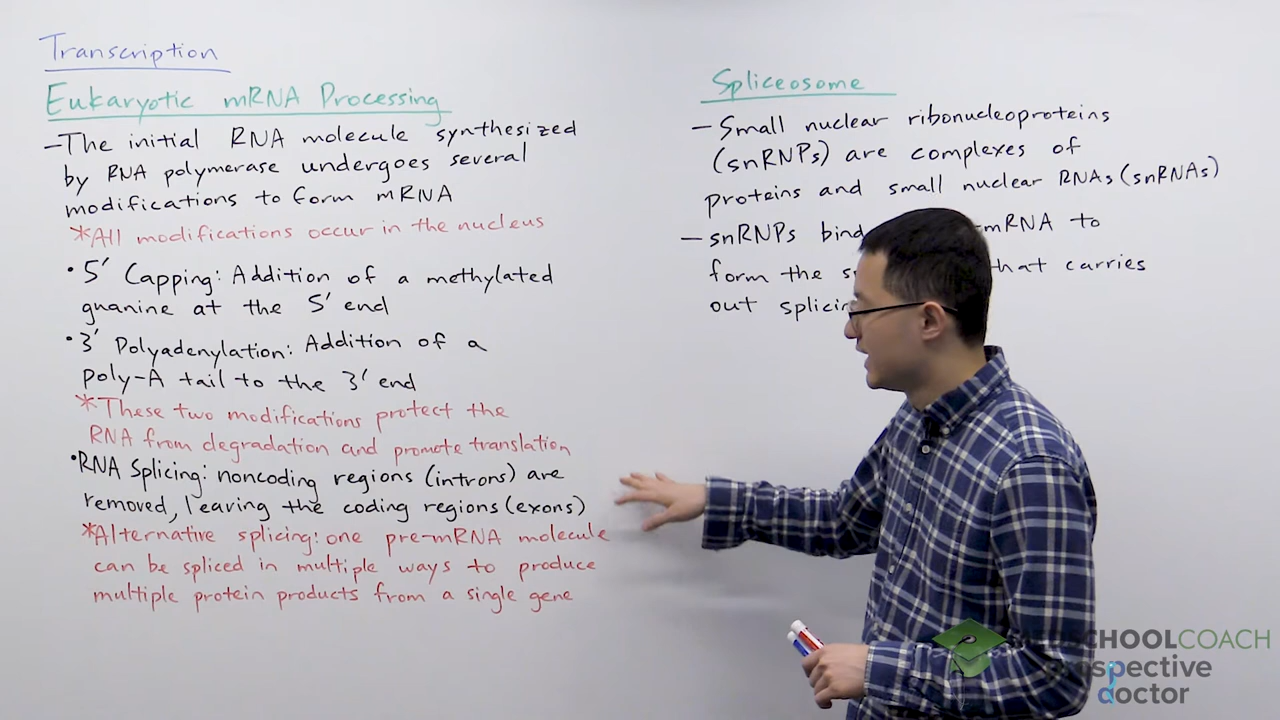 Transcription
Eukaryotic mRNA Processing
-The initial RNA molecule synthesized
by RNA polymerase undergoes several
modifications to form mRNA
*All modifications occur in the nucleus
• 5' Capping: Addition of a methylated
guanine at the 5' end
• 3' Polyadenylation: Addition of a
poly-A tail to the 3' end
*These two modifications protect the
RNA from degradation and promote translation
•RNA Splicing: noncoding regions (introns) are
removed, leaving the coding regions (exons)
*Alternative splicing: one pre-mRNA molecule
can be spliced in multiple ways to produce
multiple protein products from a single gene
Spliceosome
- Small nuclear ribonucleoproteins
(snRNPs) are complexes of
proteins and small nuclear RNAs (snRNAs)
- snRNPs bind -mRNA to
form the that carries
out
SCHOOLCOACH
prospective
doctor